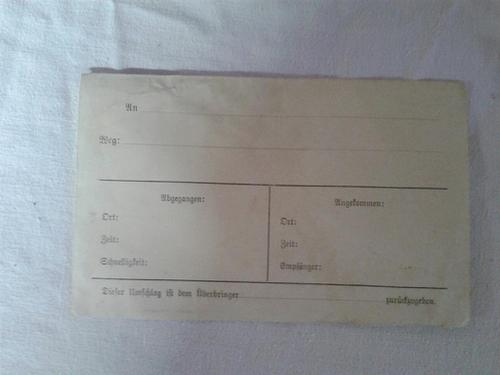 An
Weg:
Abgegangen:
Ort:
Zeit:
Schnelligkeit:
Angekommen:
Ort:
Zeit:
Empfänger:
Dieser Umschlag ist dem Überbringer zurückzugeben.